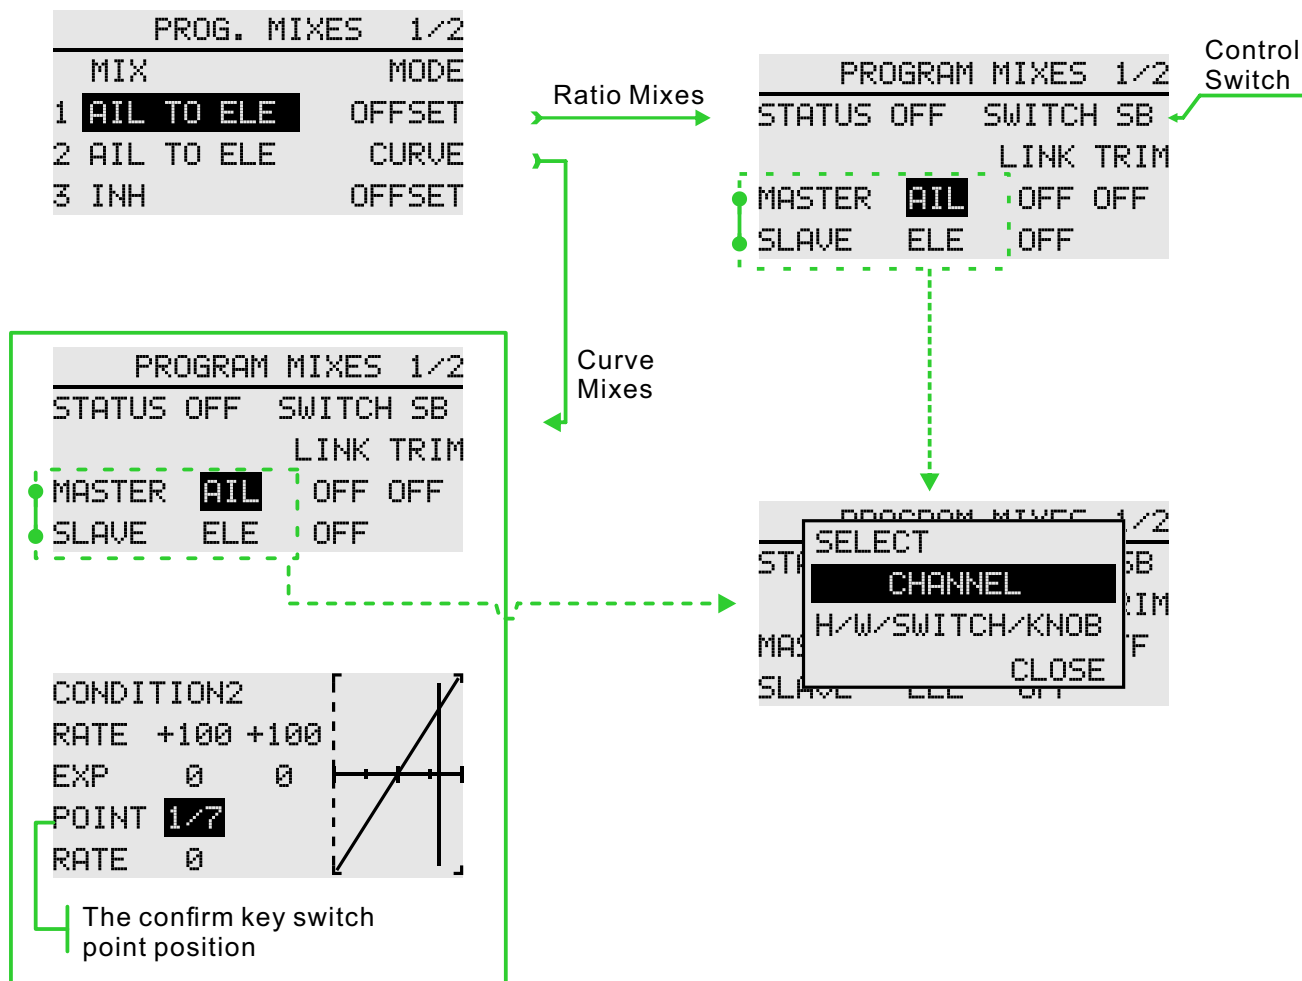 PROG. MIXES 1/2
MIX MODE
1 AIL TO ELE OFFSET
2 AIL TO ELE CURVE
3 INH OFFSET
Ratio Mixes
Control
Switch
PROGRAM MIXES 1/2
STATUS OFF SWITCH SB
LINK TRIM
MASTER AIL OFF OFF
SLAVE ELE OFF
Curve
Mixes
PROGRAM MIXES 1/2
STATUS OFF SWITCH SB
LINK TRIM
MASTER AIL OFF OFF
SLAVE ELE OFF
PROGRAM MIXES 1/2
SELECT
CHANNEL
H/W/SWITCH/KNOB
CLOSE
CONDITION2
RATE +100 +100
EXP 0 0
POINT 1/7
RATE 0
The confirm key switch
point position